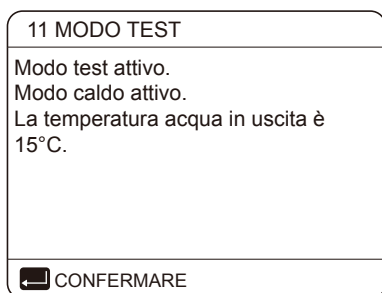 11 MODO TEST
Modo test attivo.
Modo caldo attivo.
La temperatura acqua in uscita è
15°C.
CONFERMARE